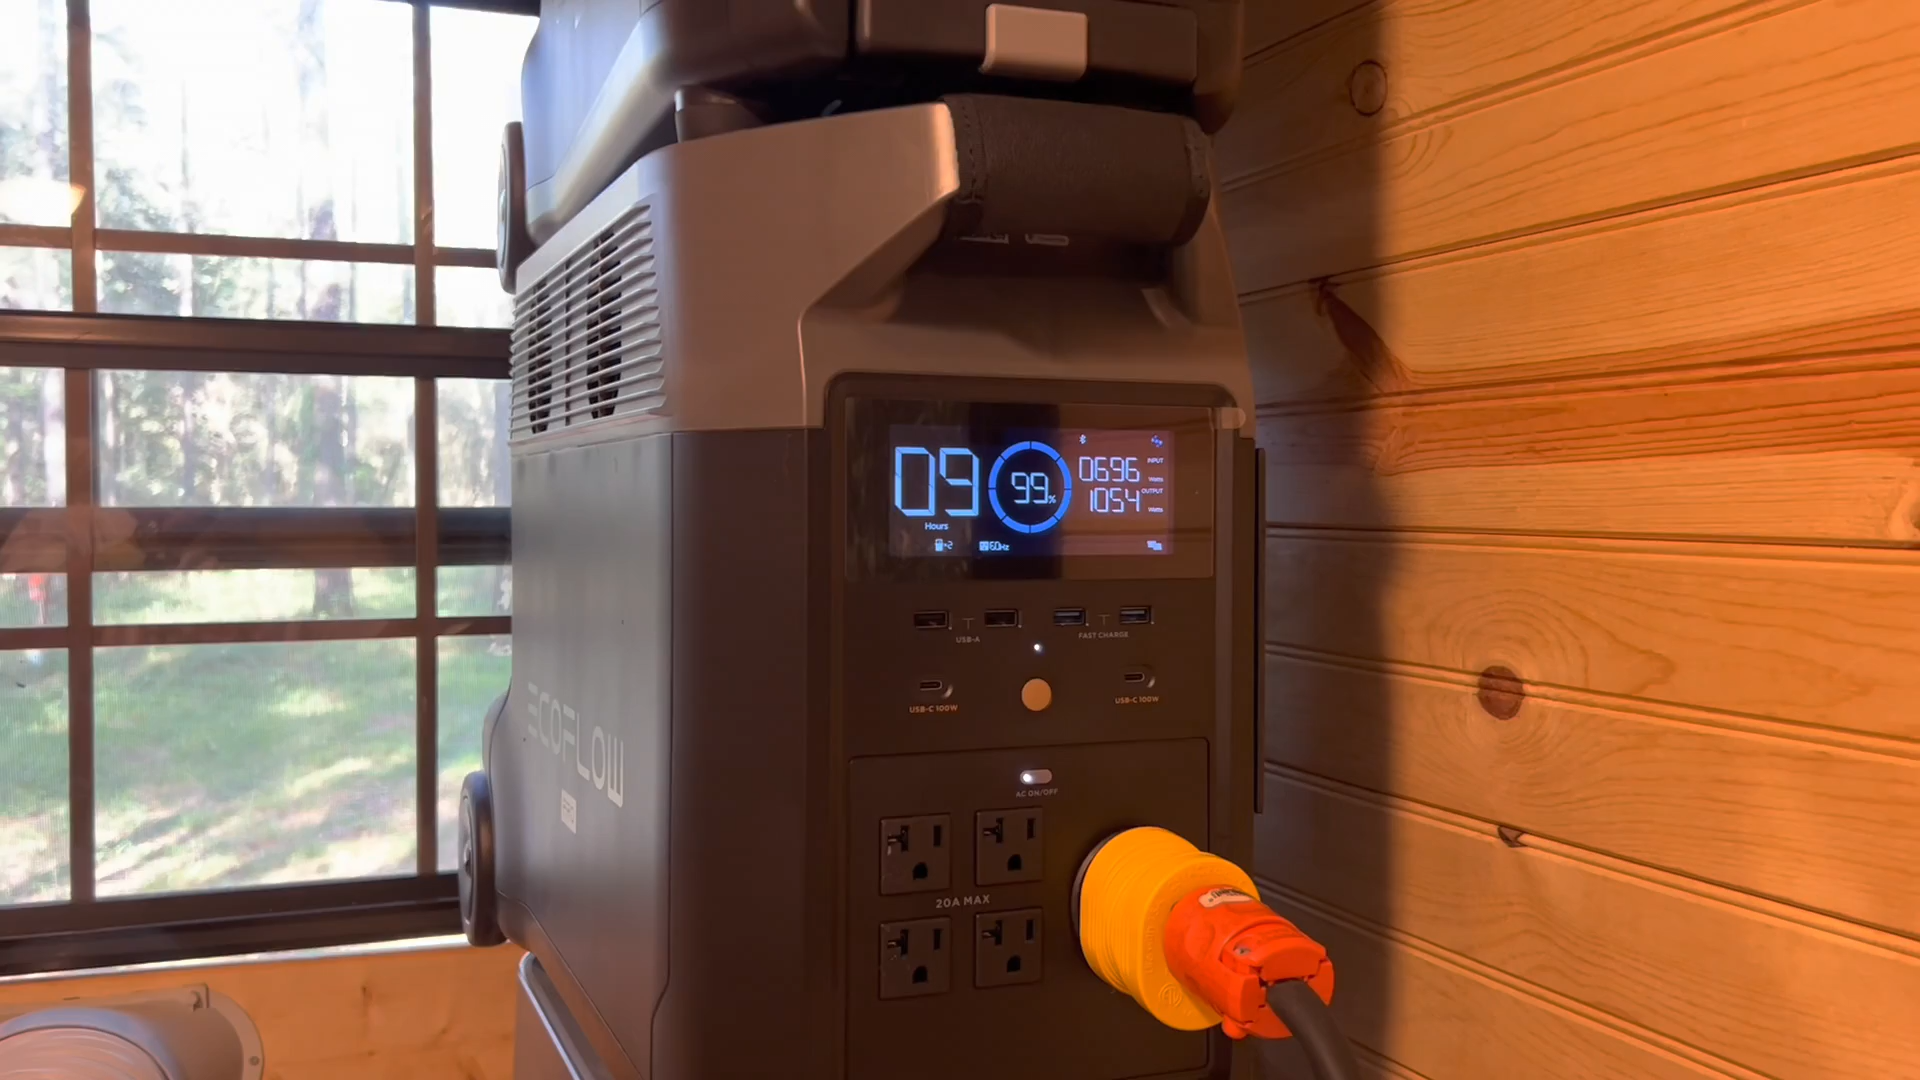 09
Hours
99%
0696
INPUT
Watts
1054
OUTPUT
Watts
60Hz
USB-A
FAST CHARGE
USB-C 100W
USB-C 100W
AC ON/OFF
20A MAX
ECOFLOW
PRO